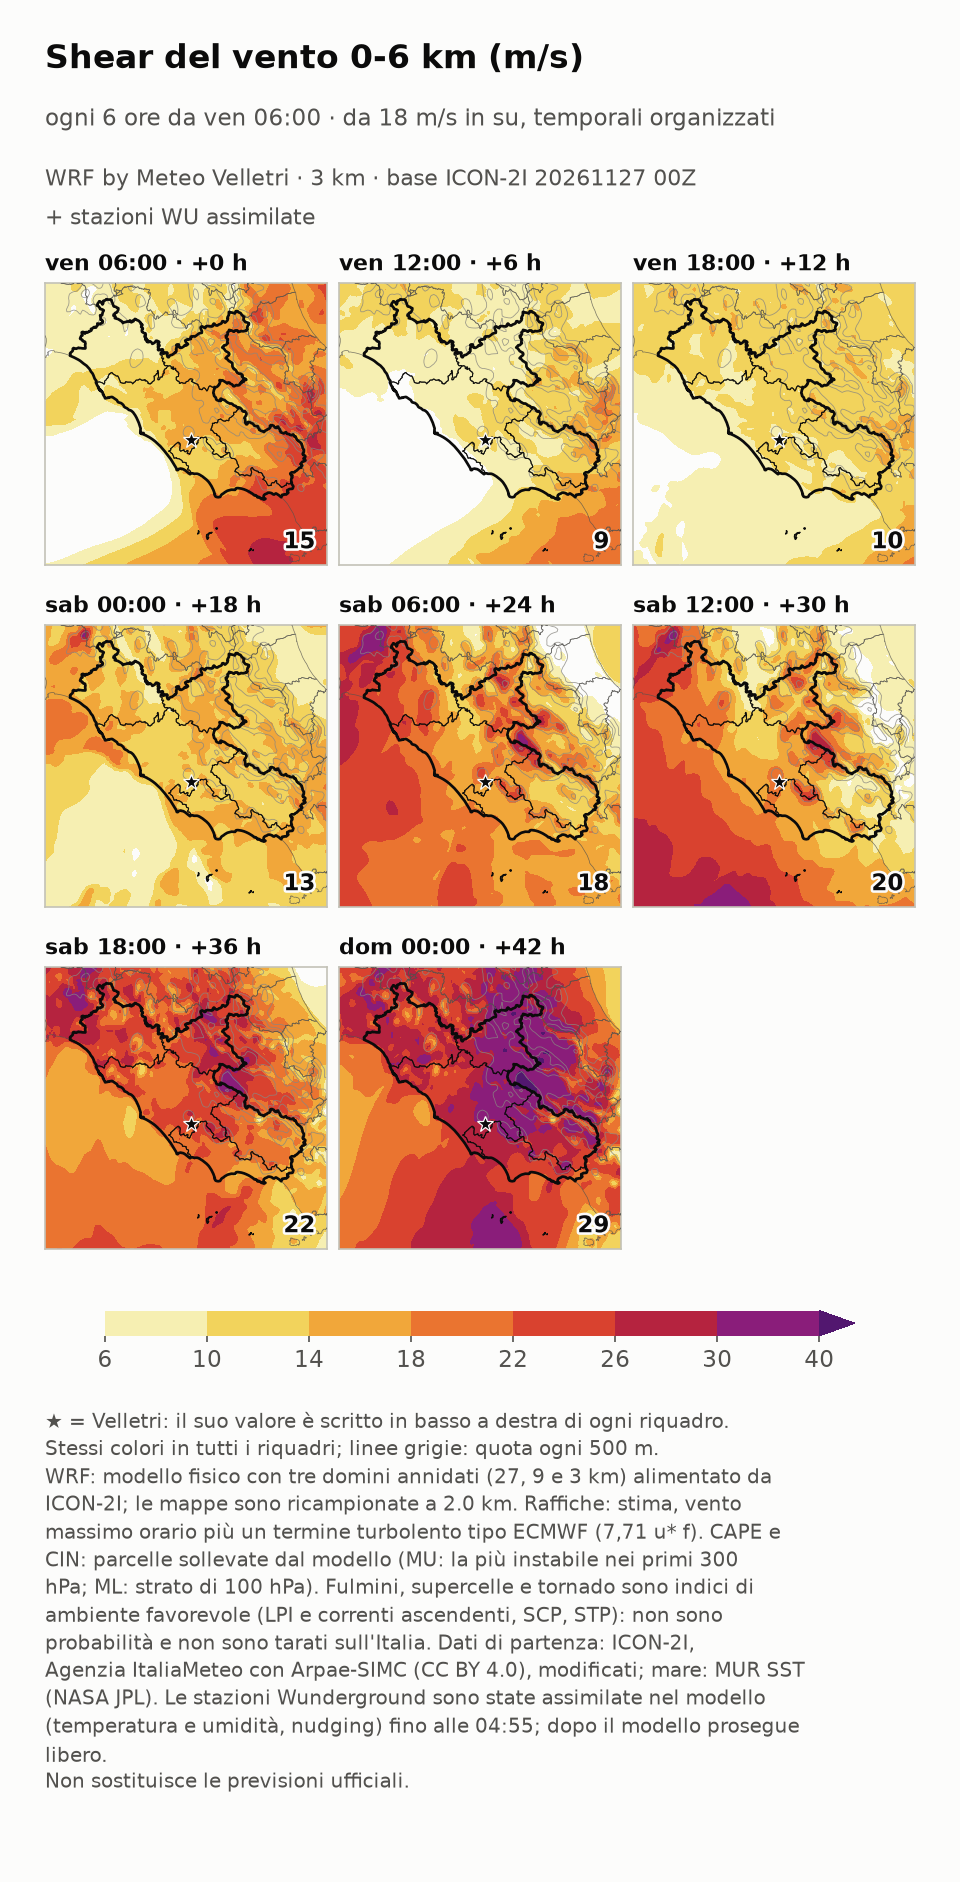 Shear del vento 0-6 km (m/s)
ogni 6 ore da ven 06:00 · da 18 m/s in su, temporali organizzati
WRF by Meteo Velletri · 3 km · base ICON-2I 20261127 00Z
+ stazioni WU assimilate
ven 06:00 · +0 h
ven 12:00 · +6 h
ven 18:00 · +12 h
15
9
10
sab 00:00 · +18 h
sab 06:00 · +24 h
sab 12:00 · +30 h
13
18
20
sab 18:00 · +36 h
dom 00:00 · +42 h
22
29
6 10 14 18 22 26 30 40
★ = Velletri: il suo valore è scritto in basso a destra di ogni riquadro.
Stessi colori in tutti i riquadri; linee grigie: quota ogni 500 m.
WRF: modello fisico con tre domini annidati (27, 9 e 3 km) alimentato da
ICON-2I; le mappe sono ricampionate a 2.0 km. Raffiche: stima, vento
massimo orario più un termine turbolento tipo ECMWF (7,71 u* f). CAPE e
CIN: parcelle sollevate dal modello (MU: la più instabile nei primi 300
hPa; ML: strato di 100 hPa). Fulmini, supercelle e tornado sono indici di
ambiente favorevole (LPI e correnti ascendenti, SCP, STP): non sono
probabilità e non sono tarati sull'Italia. Dati di partenza: ICON-2I,
Agenzia ItaliaMeteo con Arpae-SIMC (CC BY 4.0), modificati; mare: MUR SST
(NASA JPL). Le stazioni Wunderground sono state assimilate nel modello
(temperatura e umidità, nudging) fino alle 04:55; dopo il modello prosegue
libero.
Non sostituisce le previsioni ufficiali.